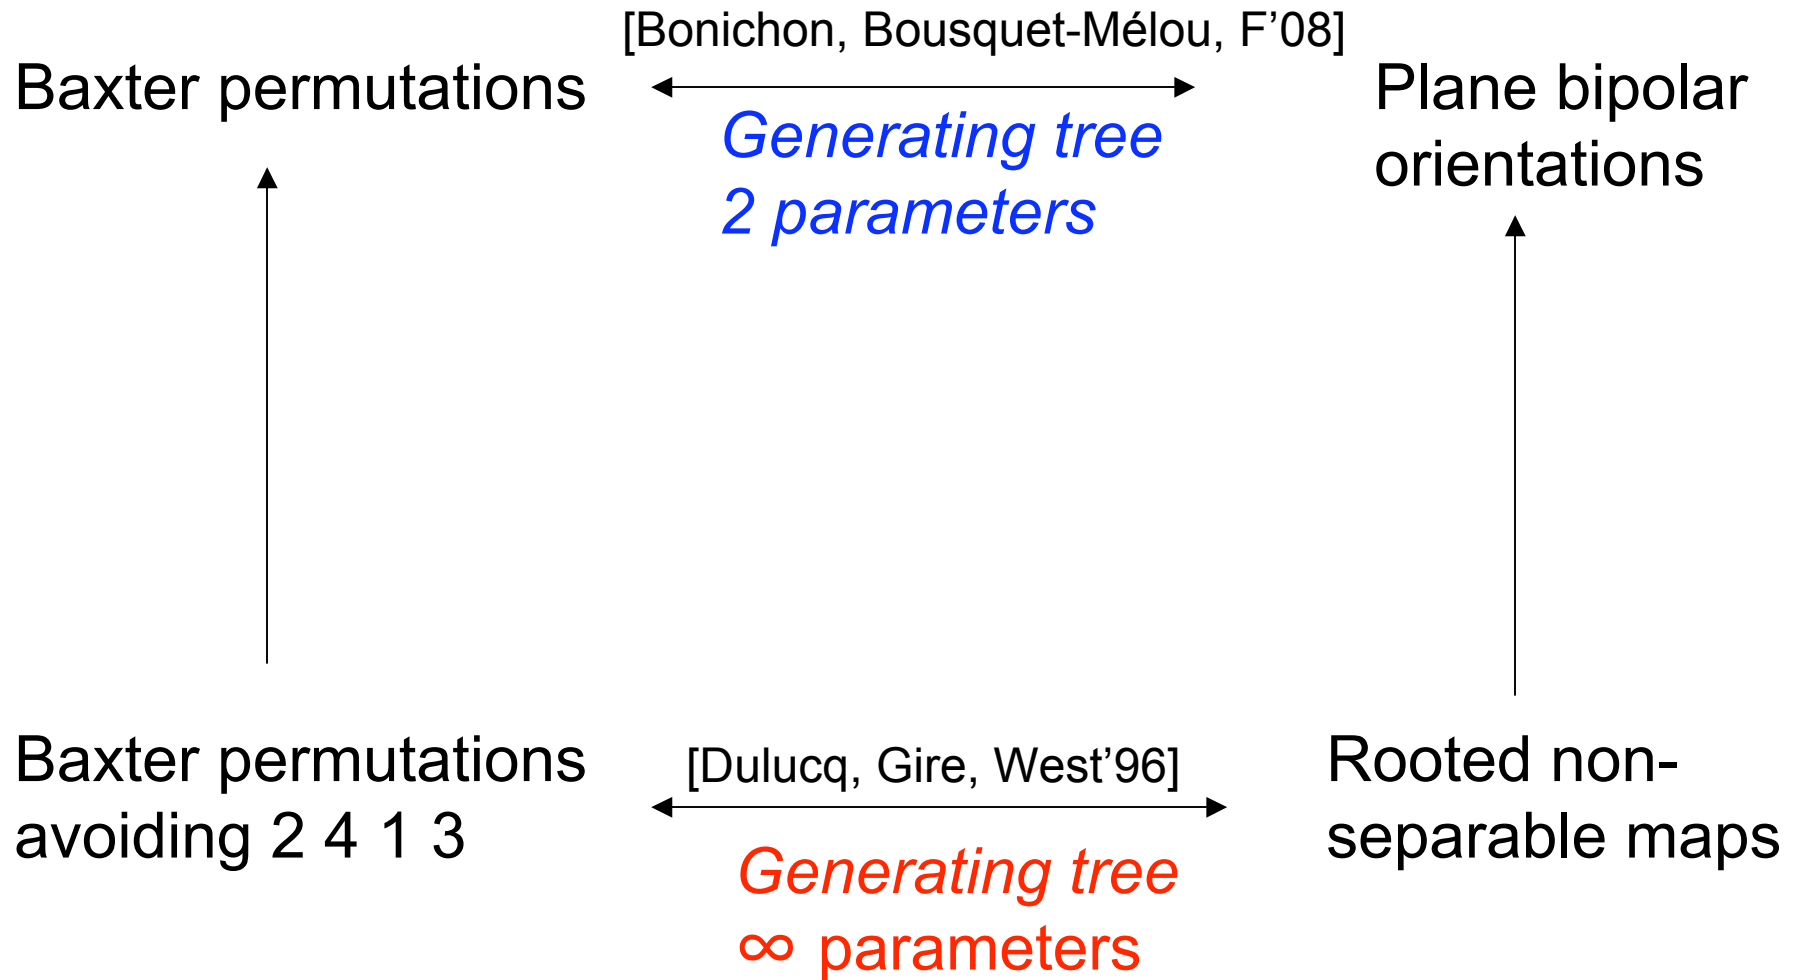 [Bonichon, Bousquet-Mélou, F'08]
Baxter permutations
Generating tree
2 parameters
Plane bipolar
orientations
Baxter permutations
avoiding 2 4 1 3
[Dulucq, Gire, West'96]
Generating tree
∞ parameters
Rooted non-
separable maps